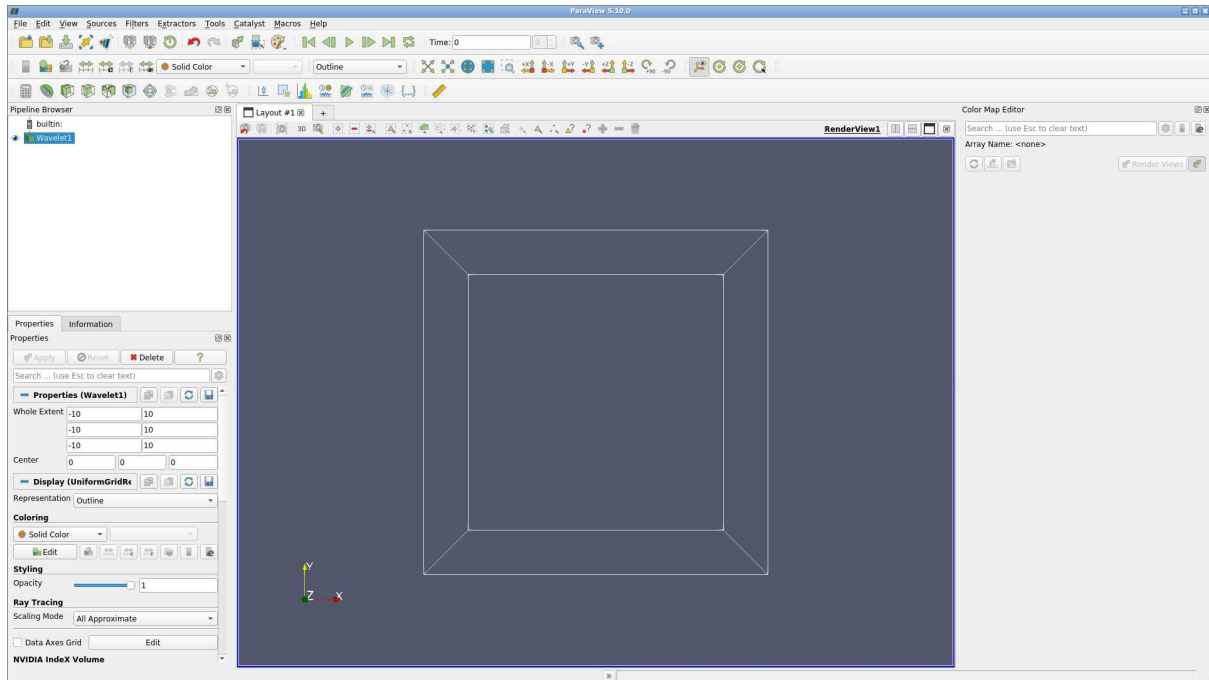 ParaView 5.10.0
File Edit View Sources Filters Extractors Tools Catalyst Macros Help
Time: 0 0
Solid Color Outline +X -X +Y -Y +Z -Z +90 -90
Pipeline Browser
builtin:
Wavelet1
Layout #1 +
3D RenderView1
Color Map Editor
Search ... (use Esc to clear text)
Array Name: <none>
Render Views
Properties Information
Properties
Apply Reset Delete ?
Search ... (use Esc to clear text)
Properties (Wavelet1)
Whole Extent -10 10
-10 10
-10 10
Center 0 0 0
Display (UniformGridRe
Representation Outline
Coloring
Solid Color
Edit
Styling
Opacity 1
Ray Tracing
Scaling Mode All Approximate
Data Axes Grid Edit
NVIDIA IndeX Volume
Y
Z X